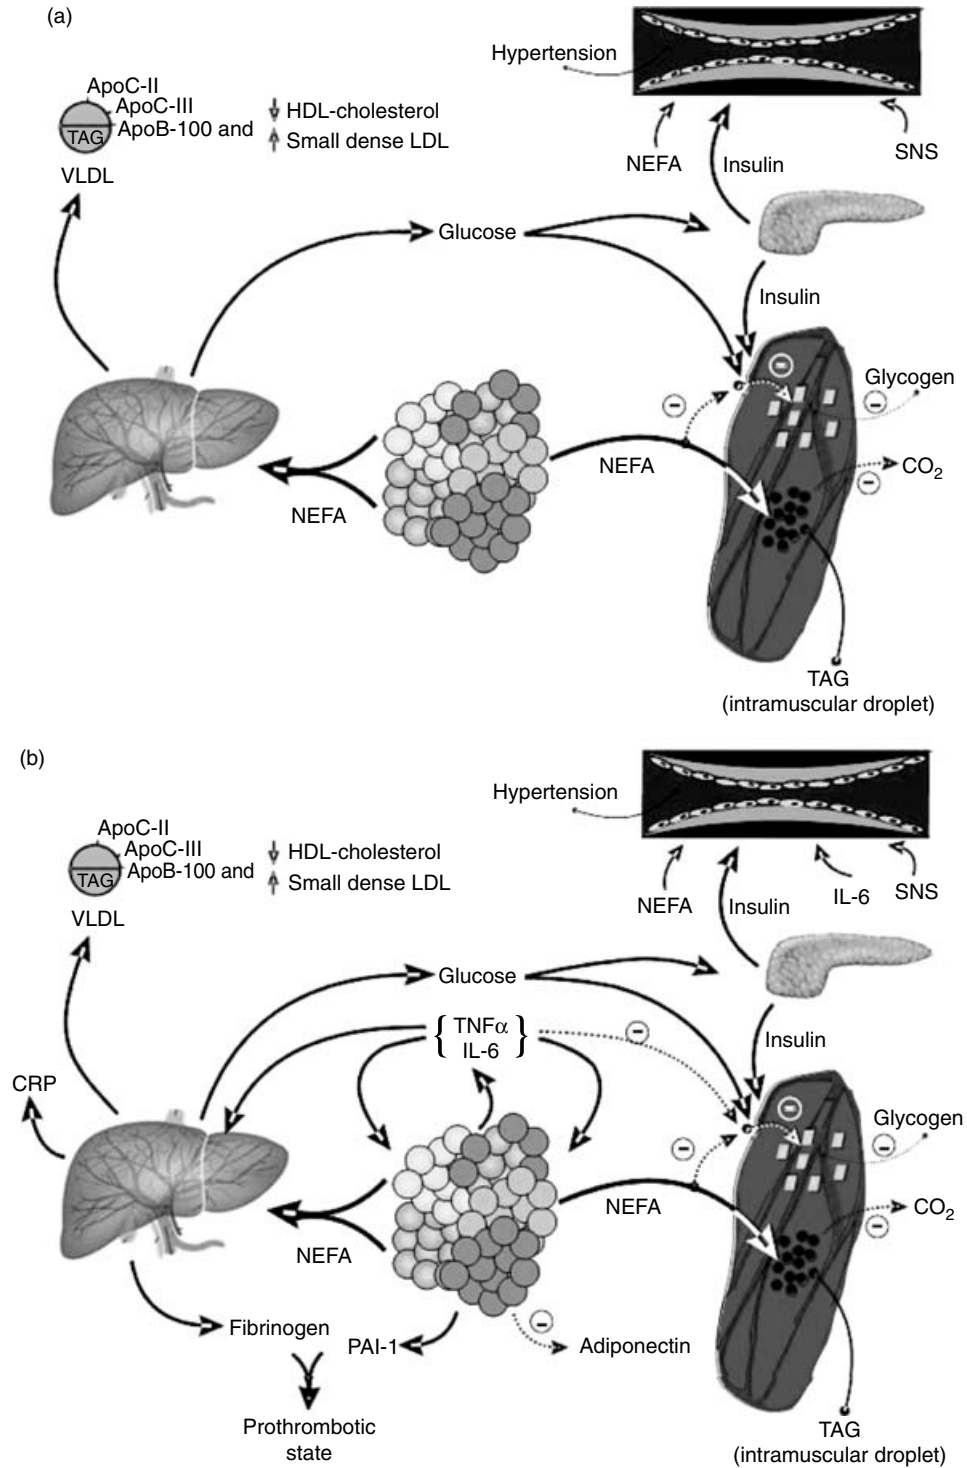 (a)
Hypertension
ApoC-II
ApoC-III
ApoB-100 and
TAG
VLDL
HDL-cholesterol
Small dense LDL
NEFA
Insulin
SNS
Glucose
Insulin
Glycogen
NEFA
CO2
NEFA
TAG
(intramuscular droplet)
(b)
Hypertension
ApoC-II
ApoC-III
ApoB-100 and
TAG
VLDL
HDL-cholesterol
Small dense LDL
NEFA
Insulin
IL-6
SNS
Glucose
{ TNFα
IL-6 }
Insulin
CRP
Glycogen
NEFA
CO2
NEFA
Fibrinogen
PAI-1
Adiponectin
Prothrombotic
state
TAG
(intramuscular droplet)